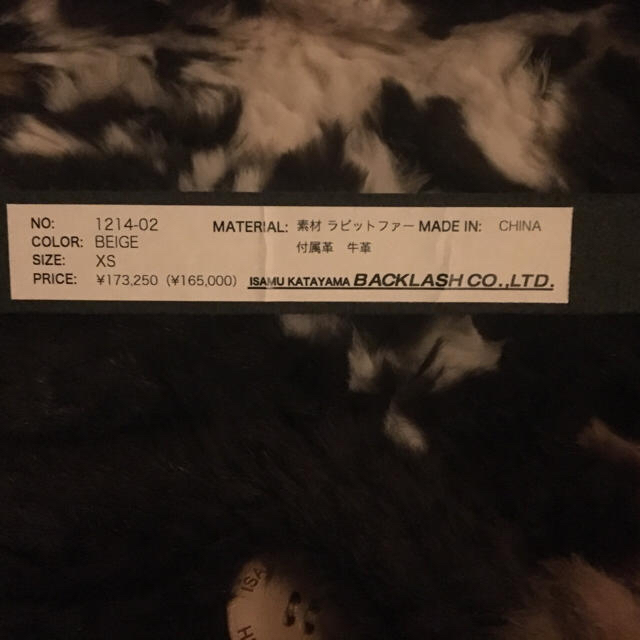 NO: 1214-02 MATERIAL: 素材 ラビットファー MADE IN: CHINA
COLOR: BEIGE 付属革 牛革
SIZE: XS
PRICE: ¥173,250 (¥165,000) ISAMU KATAYAMA BACKLASH CO.,LTD.
ISA
H